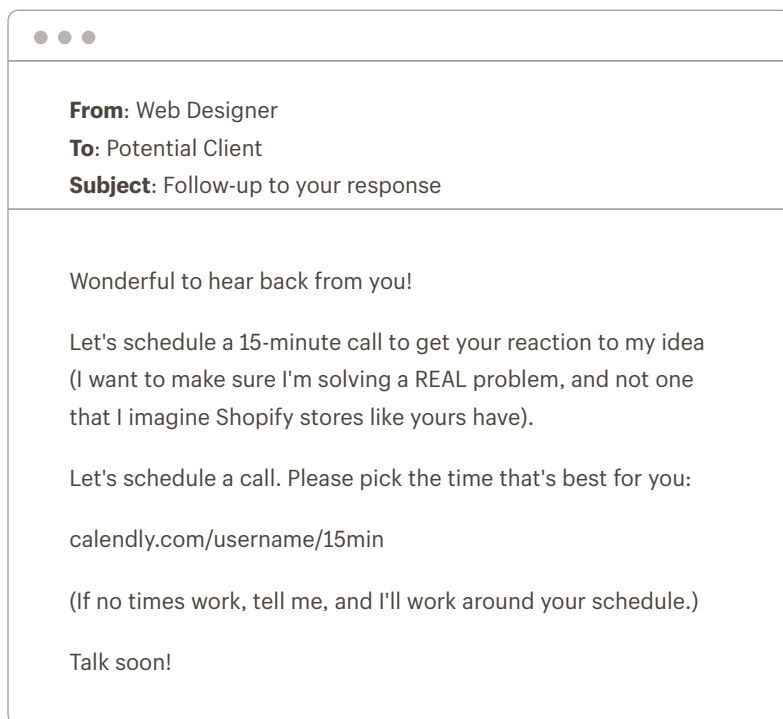 From: Web Designer
To: Potential Client
Subject: Follow-up to your response
Wonderful to hear back from you!
Let's schedule a 15-minute call to get your reaction to my idea
(I want to make sure I'm solving a REAL problem, and not one
that I imagine Shopify stores like yours have).
Let's schedule a call. Please pick the time that's best for you:
calendly.com/username/15min
(If no times work, tell me, and I'll work around your schedule.)
Talk soon!